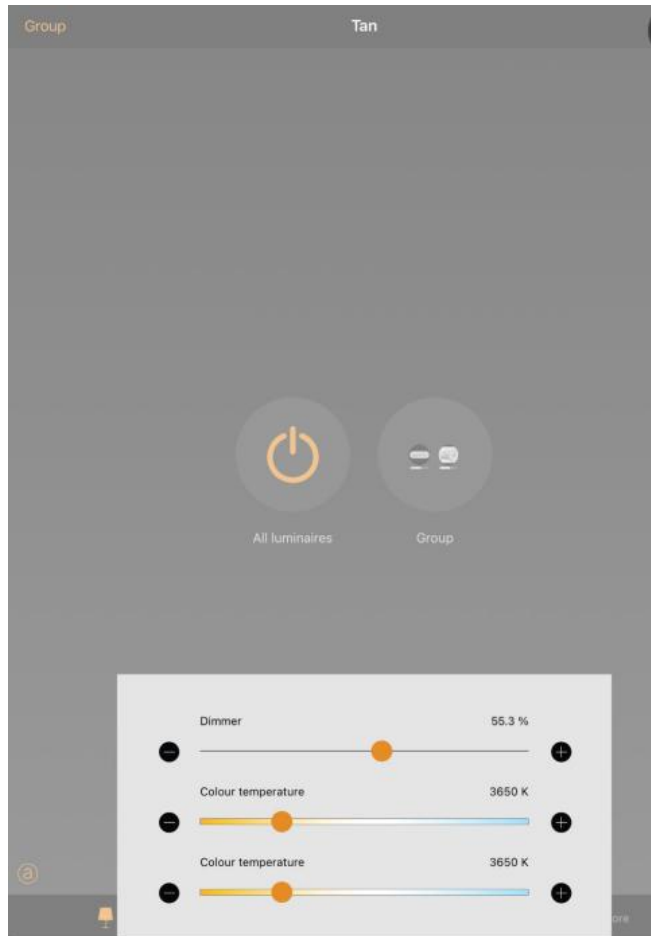 Group
Tan
All luminaires
Group
Dimmer 55.3 %
Colour temperature 3650 K
Colour temperature 3650 K
a